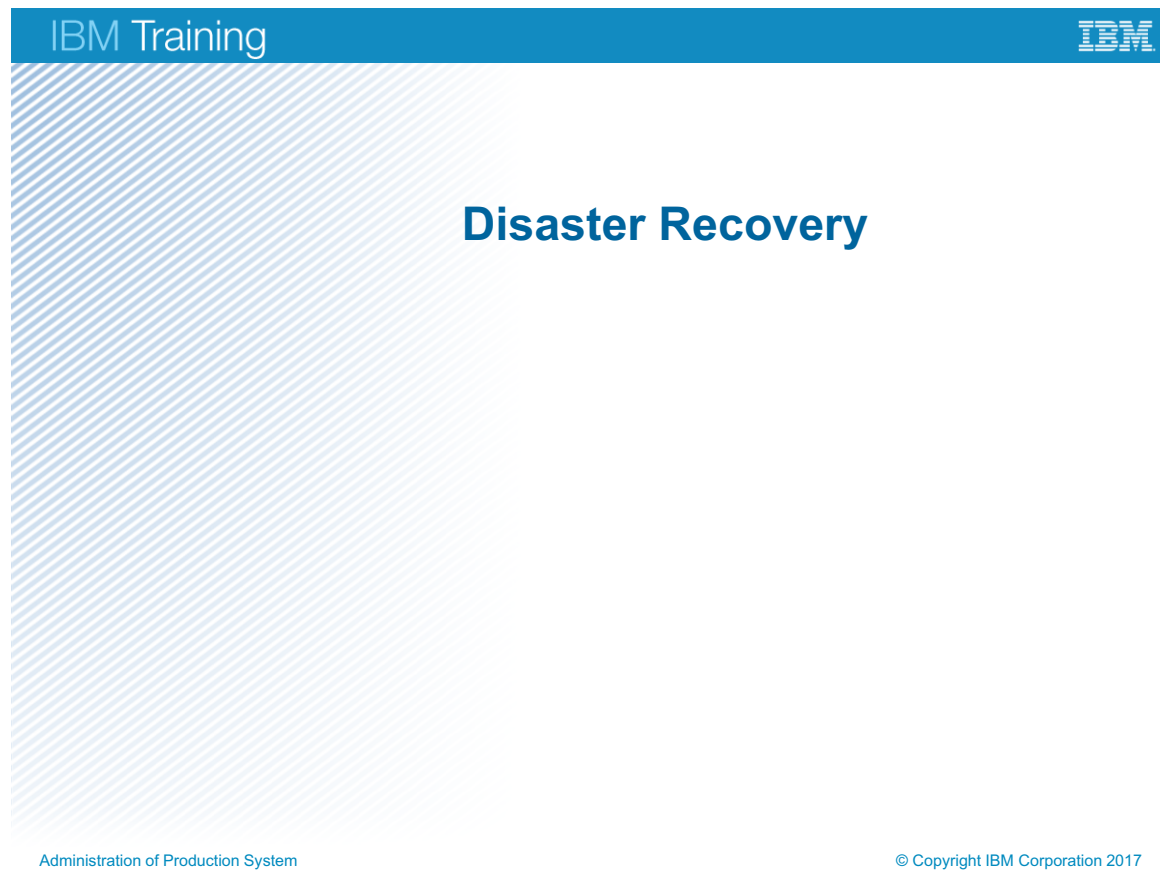 IBM Training
IBM
Disaster Recovery
Administration of Production System
© Copyright IBM Corporation 2017